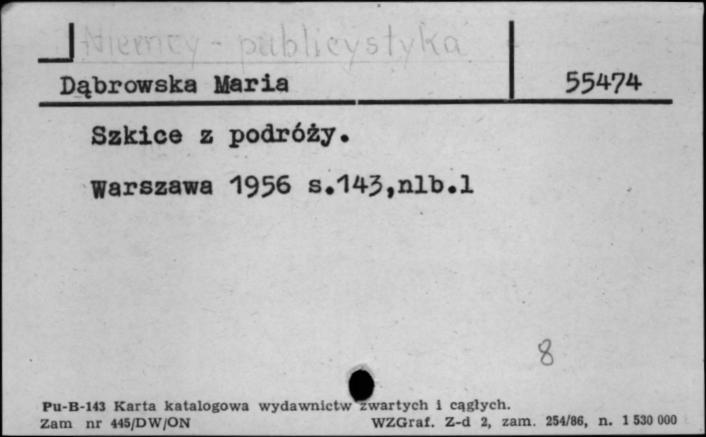 Niemcy - publicystyka
Dąbrowska Maria 55474
Szkice z podróży.
Warszawa 1956 s.143,nlb.1
8
Pu-B-143 Karta katalogowa wydawnictw zwartych i cągłych.
Zam nr 445/DW/ON WZGraf. Z-d 2, zam. 254/86, n. 1 530 000